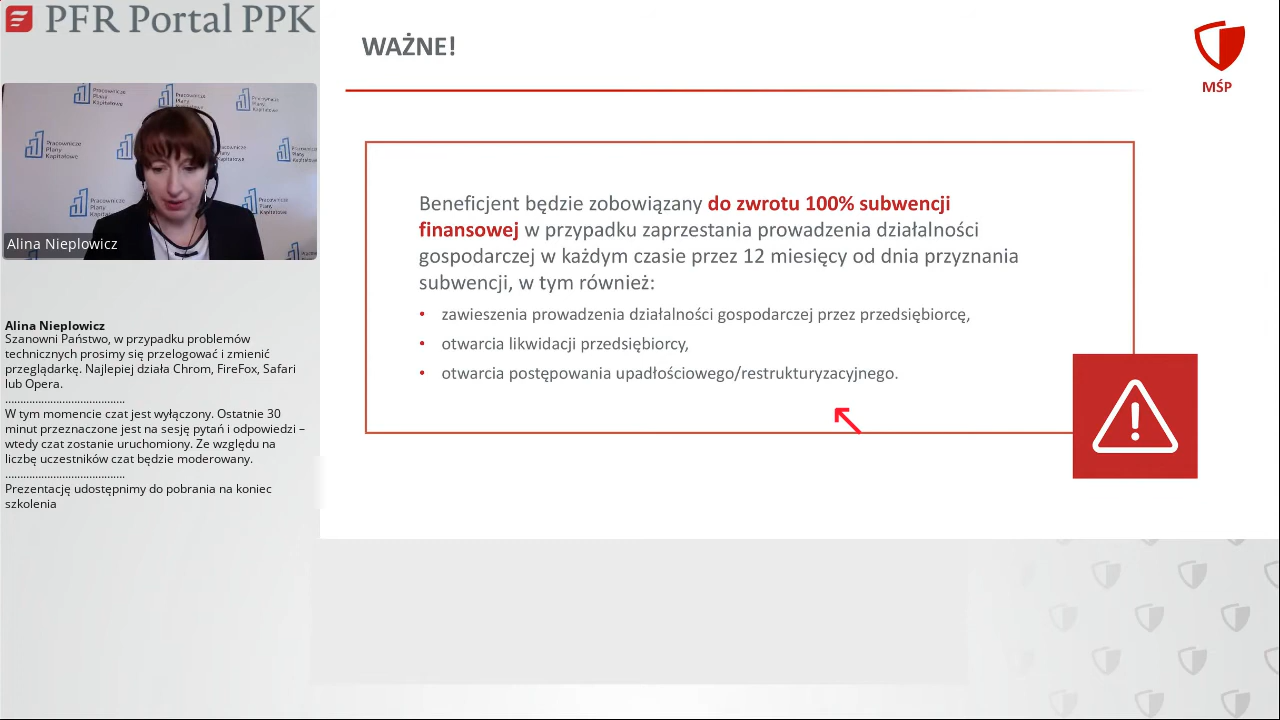 PFR Portal PPK
Pracownicze
Plany
Kapitałowe
Alina Nieplowicz
Alina Nieplowicz
Szanowni Państwo, w przypadku problemów
technicznych prosimy się przelogować i zmienić
przeglądarkę. Najlepiej działa Chrom, FireFox, Safari
lub Opera.
........................................
W tym momencie czat jest wyłączony. Ostatnie 30
minut przeznaczone jest na sesję pytań i odpowiedzi –
wtedy czat zostanie uruchomiony. Ze względu na
liczbę uczestników czat będzie moderowany.
........................................
Prezentację udostępnimy do pobrania na koniec
szkolenia
WAŻNE!
MŚP
Beneficjent będzie zobowiązany do zwrotu 100% subwencji
finansowej w przypadku zaprzestania prowadzenia działalności
gospodarczej w każdym czasie przez 12 miesięcy od dnia przyznania
subwencji, w tym również:
• zawieszenia prowadzenia działalności gospodarczej przez przedsiębiorcę,
• otwarcia likwidacji przedsiębiorcy,
• otwarcia postępowania upadłościowego/restrukturyzacyjnego.